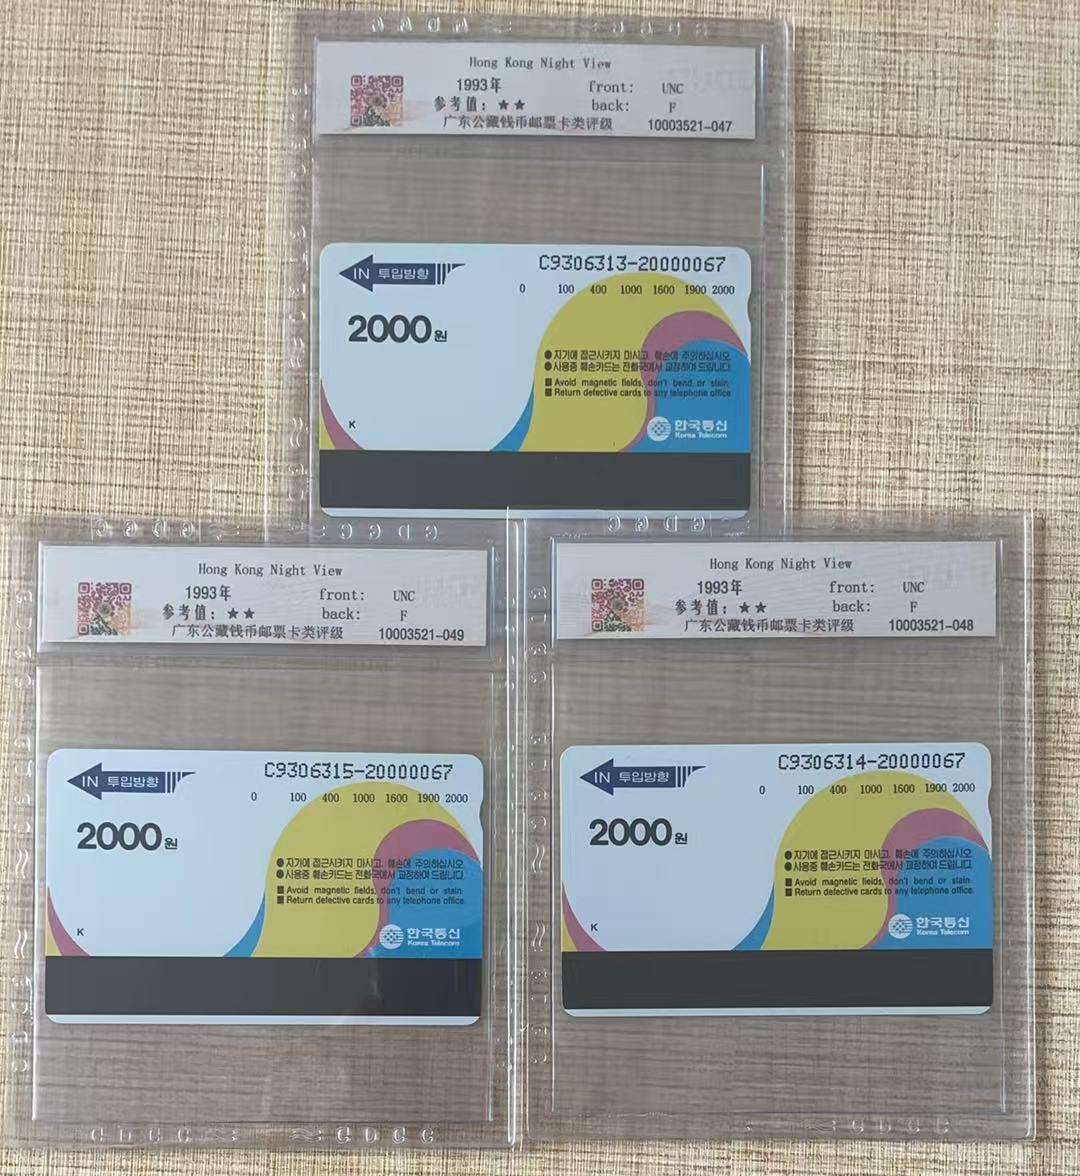 Hong Kong Night View
1993年 front: UNC
参考值：★★ back: F
广东公藏钱币邮票卡类评级 10003521-047
IN 투입방향
C9306313-20000067
0 100 400 1000 1600 1900 2000
2000원
●자기에 접근시키지 마시고, 훼손에 주의하십시오.
●사용중 훼손카드는 전화국에서 교정하여 드립니다.
■ Avoid magnetic fields, don't bend or stain.
■ Return defective cards to any telephone office.
K
한국통신
Korea Telecom
Hong Kong Night View
1993年 front: UNC
参考值：★★ back: F
广东公藏钱币邮票卡类评级 10003521-049
IN 투입방향
C9306315-20000067
0 100 400 1000 1600 1900 2000
2000원
●자기에 접근시키지 마시고, 훼손에 주의하십시오.
●사용중 훼손카드는 전화국에서 교정하여 드립니다.
■ Avoid magnetic fields, don't bend or stain.
■ Return defective cards to any telephone office.
K
한국통신
Korea Telecom
Hong Kong Night View
1993年 front: UNC
参考值：★★ back: F
广东公藏钱币邮票卡类评级 10003521-048
IN 투입방향
C9306314-20000067
0 100 400 1000 1600 1900 2000
2000원
●자기에 접근시키지 마시고, 훼손에 주의하십시오.
●사용중 훼손카드는 전화국에서 교정하여 드립니다.
■ Avoid magnetic fields, don't bend or stain.
■ Return defective cards to any telephone office.
K
한국통신
Korea Telecom